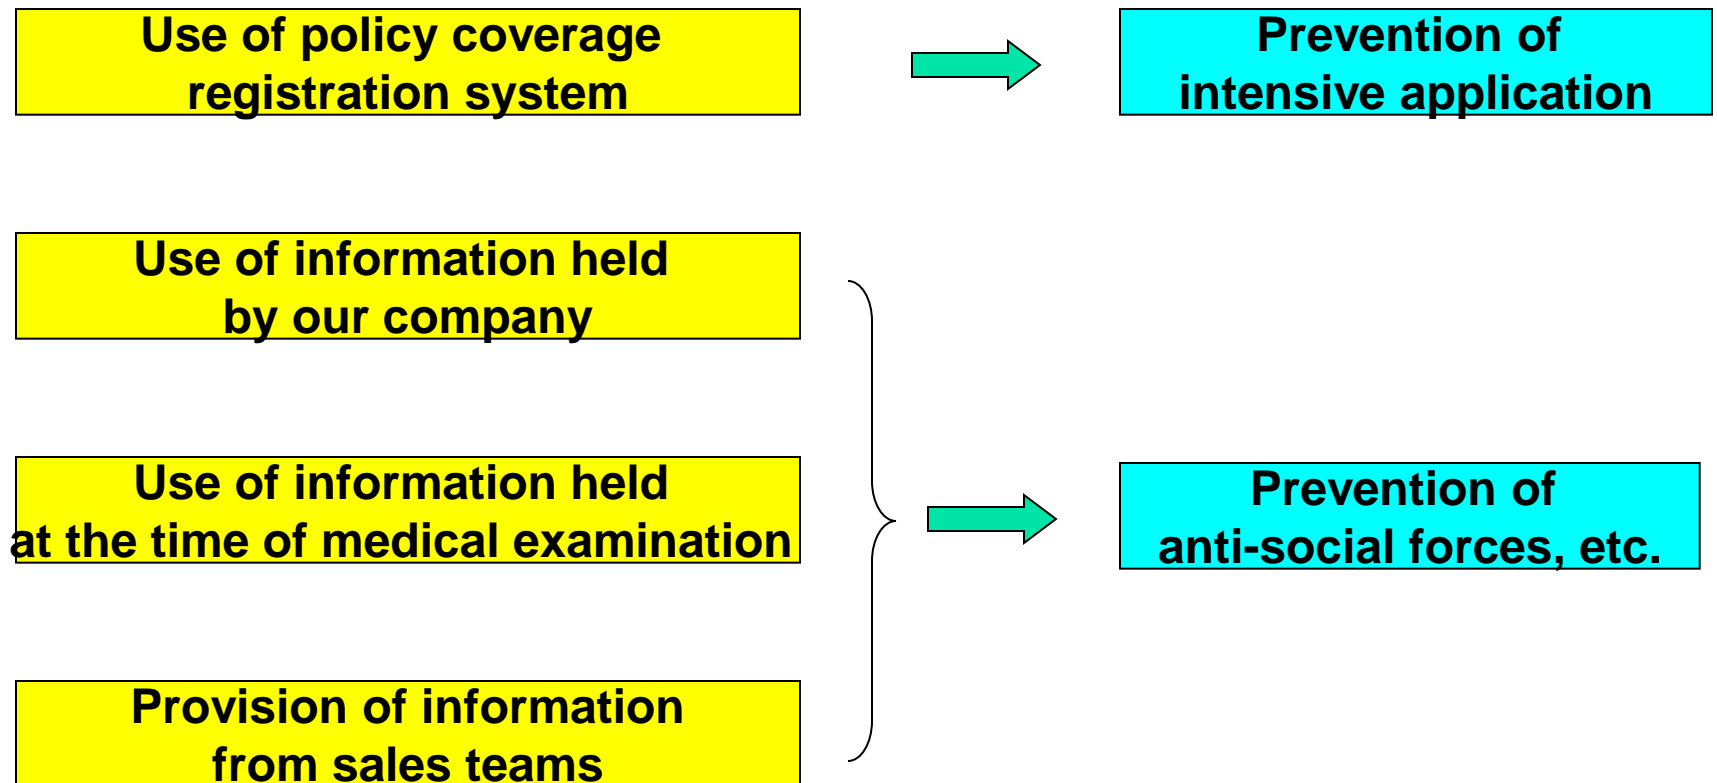 Use of policy coverage
registration system
Prevention of
intensive application
Use of information held
by our company
Use of information held
at the time of medical examination
Prevention of
anti-social forces, etc.
Provision of information
from sales teams